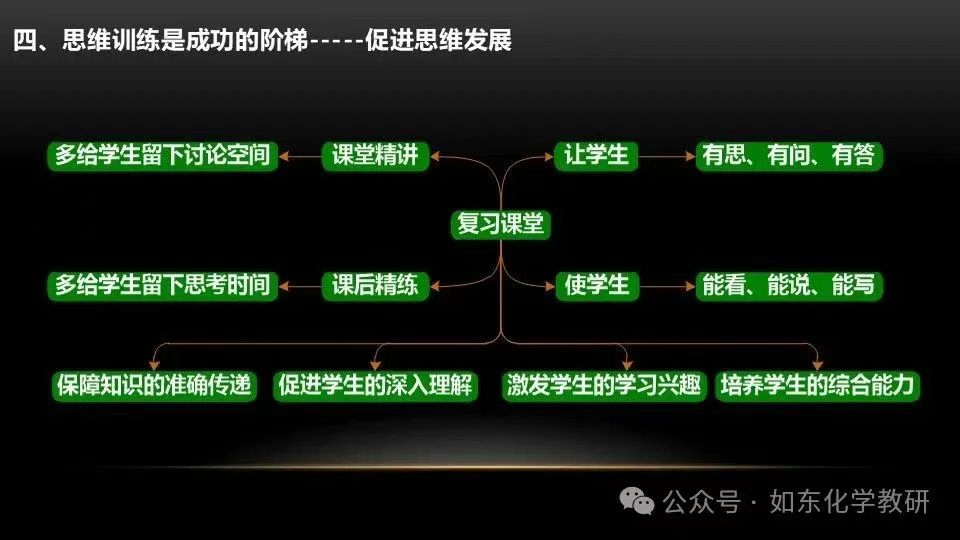 四、思维训练是成功的阶梯-----促进思维发展
多给学生留下讨论空间
课堂精讲
让学生
有思、有问、有答
复习课堂
多给学生留下思考时间
课后精练
使学生
能看、能说、能写
保障知识的准确传递
促进学生的深入理解
激发学生的学习兴趣
培养学生的综合能力
公众号 · 如东化学教研